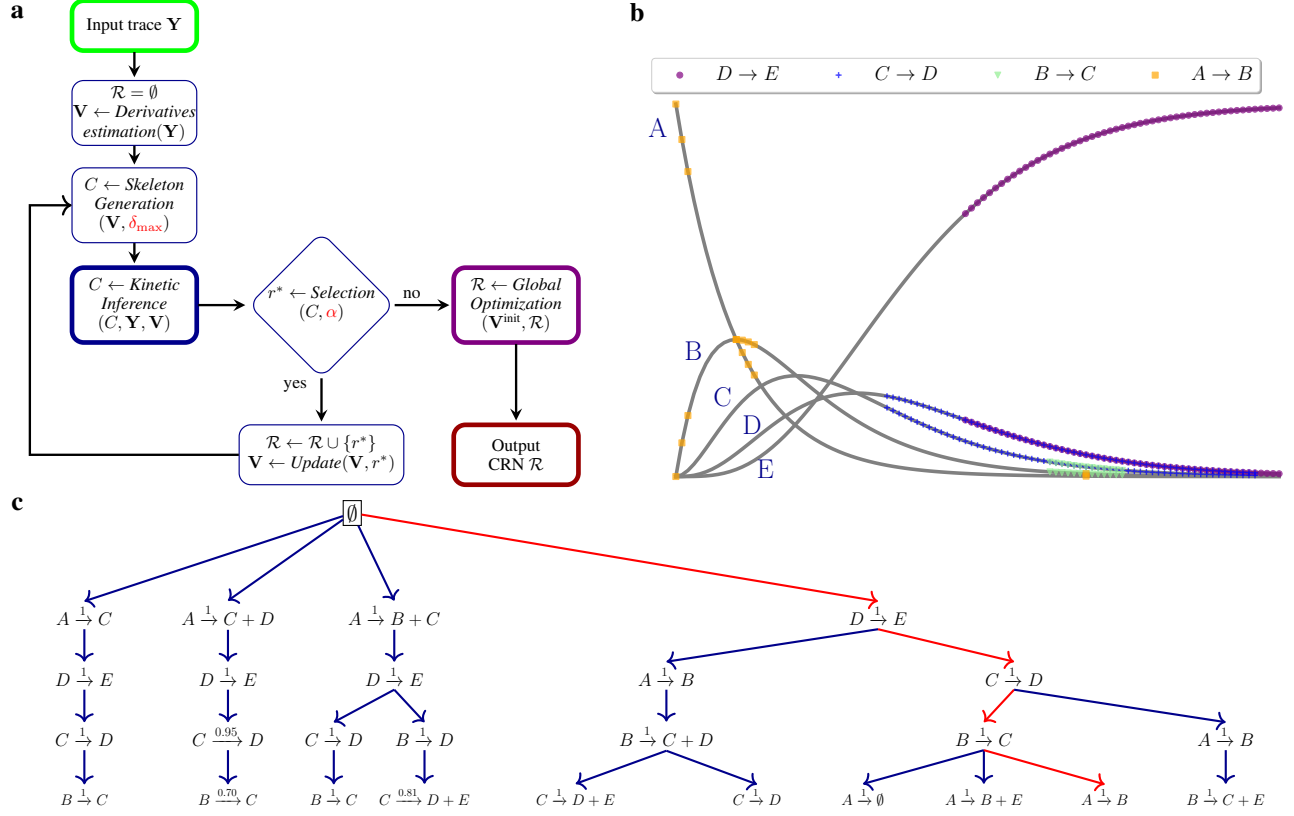 a
Input trace Y
ℛ = ∅
V ← Derivatives
estimation(Y)
C ← Skeleton
Generation
(V, δmax)
C ← Kinetic
Inference
(C, Y, V)
r* ← Selection
(C, α)
no
yes
ℛ ← Global
Optimization
(V^init, ℛ)
ℛ ← ℛ ∪ {r*}
V ← Update(V, r*)
Output
CRN ℛ
b
D → E C → D B → C A → B
A
B
C
D
E
c
∅
A →^1 C A →^1 C + D A →^1 B + C D →^1 E
D →^1 E D →^1 E D →^1 E A →^1 B C →^1 D
C →^1 D C →^0.95 D C →^1 D B →^1 D B →^1 C + D B →^1 C A →^1 B
B →^1 C B →^0.70 C B →^1 C C →^0.81 D + E C →^1 D + E C →^1 D A →^1 ∅ A →^1 B + E A →^1 B B →^1 C + E